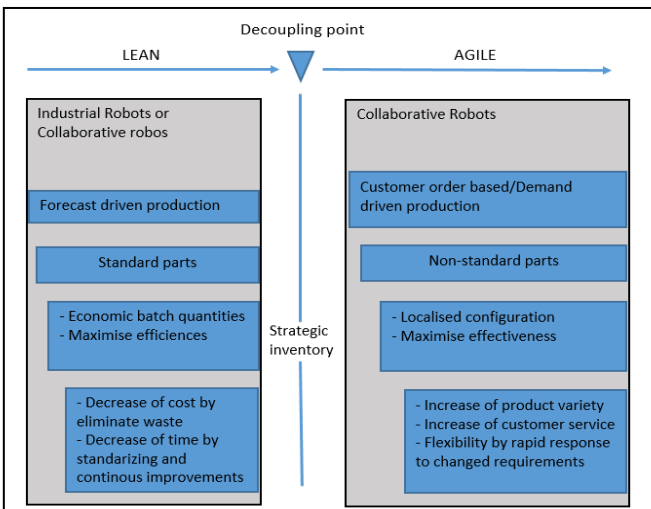 Decoupling point
LEAN
AGILE
Industrial Robots or
Collaborative robos
Forecast driven production
Standard parts
- Economic batch quantities
- Maximise efficiences
- Decrease of cost by
eliminate waste
- Decrease of time by
standarizing and
continous improvements
Strategic
inventory
Collaborative Robots
Customer order based/Demand
driven production
Non-standard parts
- Localised configuration
- Maximise effectiveness
- Increase of product variety
- Increase of customer service
- Flexibility by rapid response
to changed requirements